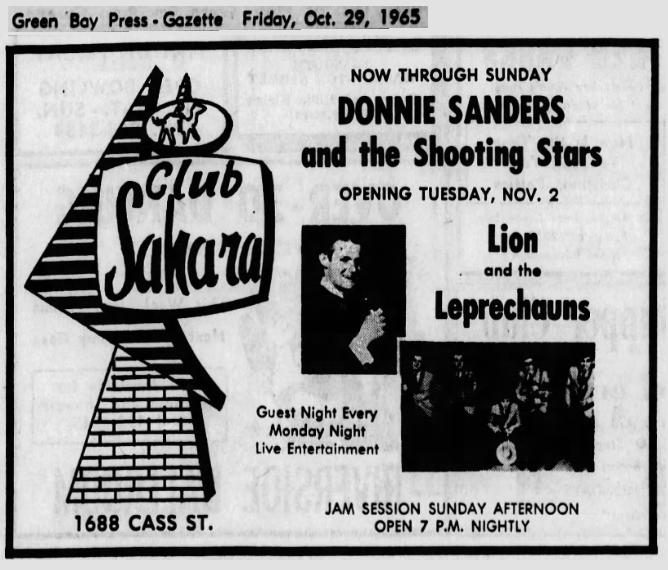 Green Bay Press - Gazette Friday, Oct. 29, 1965
Club
Sahara
1688 CASS ST.
NOW THROUGH SUNDAY
DONNIE SANDERS
and the Shooting Stars
OPENING TUESDAY, NOV. 2
Lion
and the
Leprechauns
Guest Night Every
Monday Night
Live Entertainment
JAM SESSION SUNDAY AFTERNOON
OPEN 7 P.M. NIGHTLY